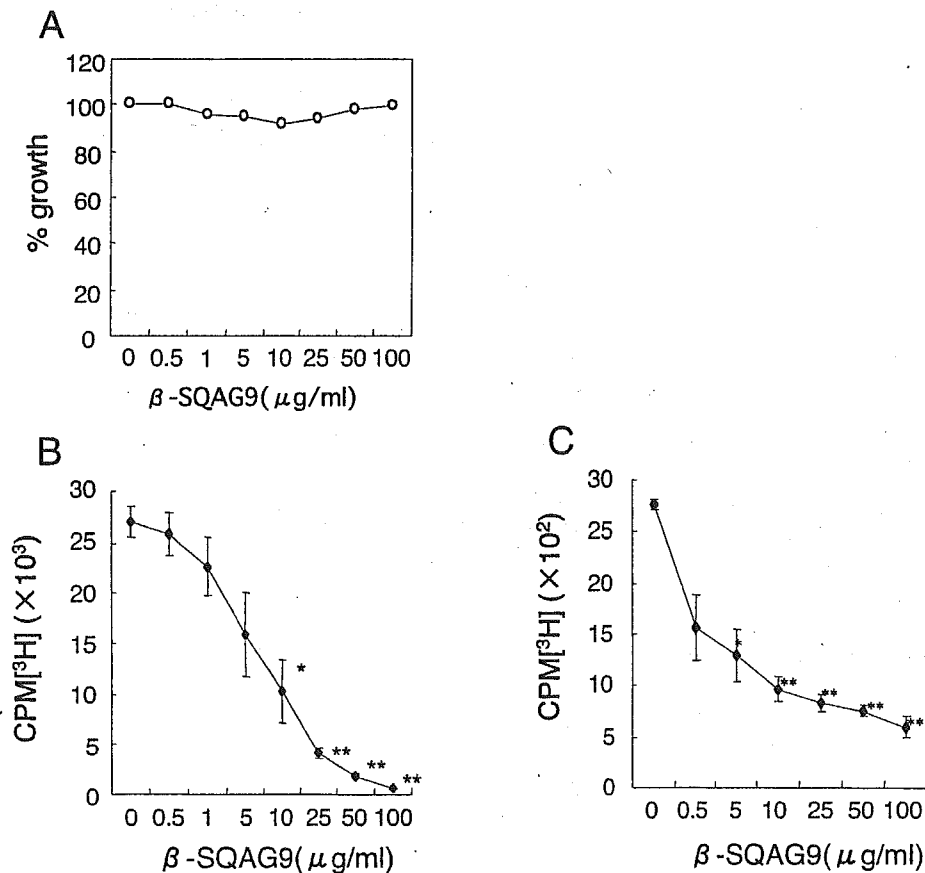 A
% growth
120
100
80
60
40
20
0
0 0.5 1 5 10 25 50 100
β-SQAG9(μg/ml)
B
CPM[³H] (×10³)
30
25
20
15
10
5
0
* ** ** **
0 0.5 1 5 10 25 50 100
β-SQAG9(μg/ml)
C
CPM[³H] (×10²)
30
25
20
15
10
5
0
* ** ** ** **
0 0.5 5 10 25 50 100
β-SQAG9(μg/ml)